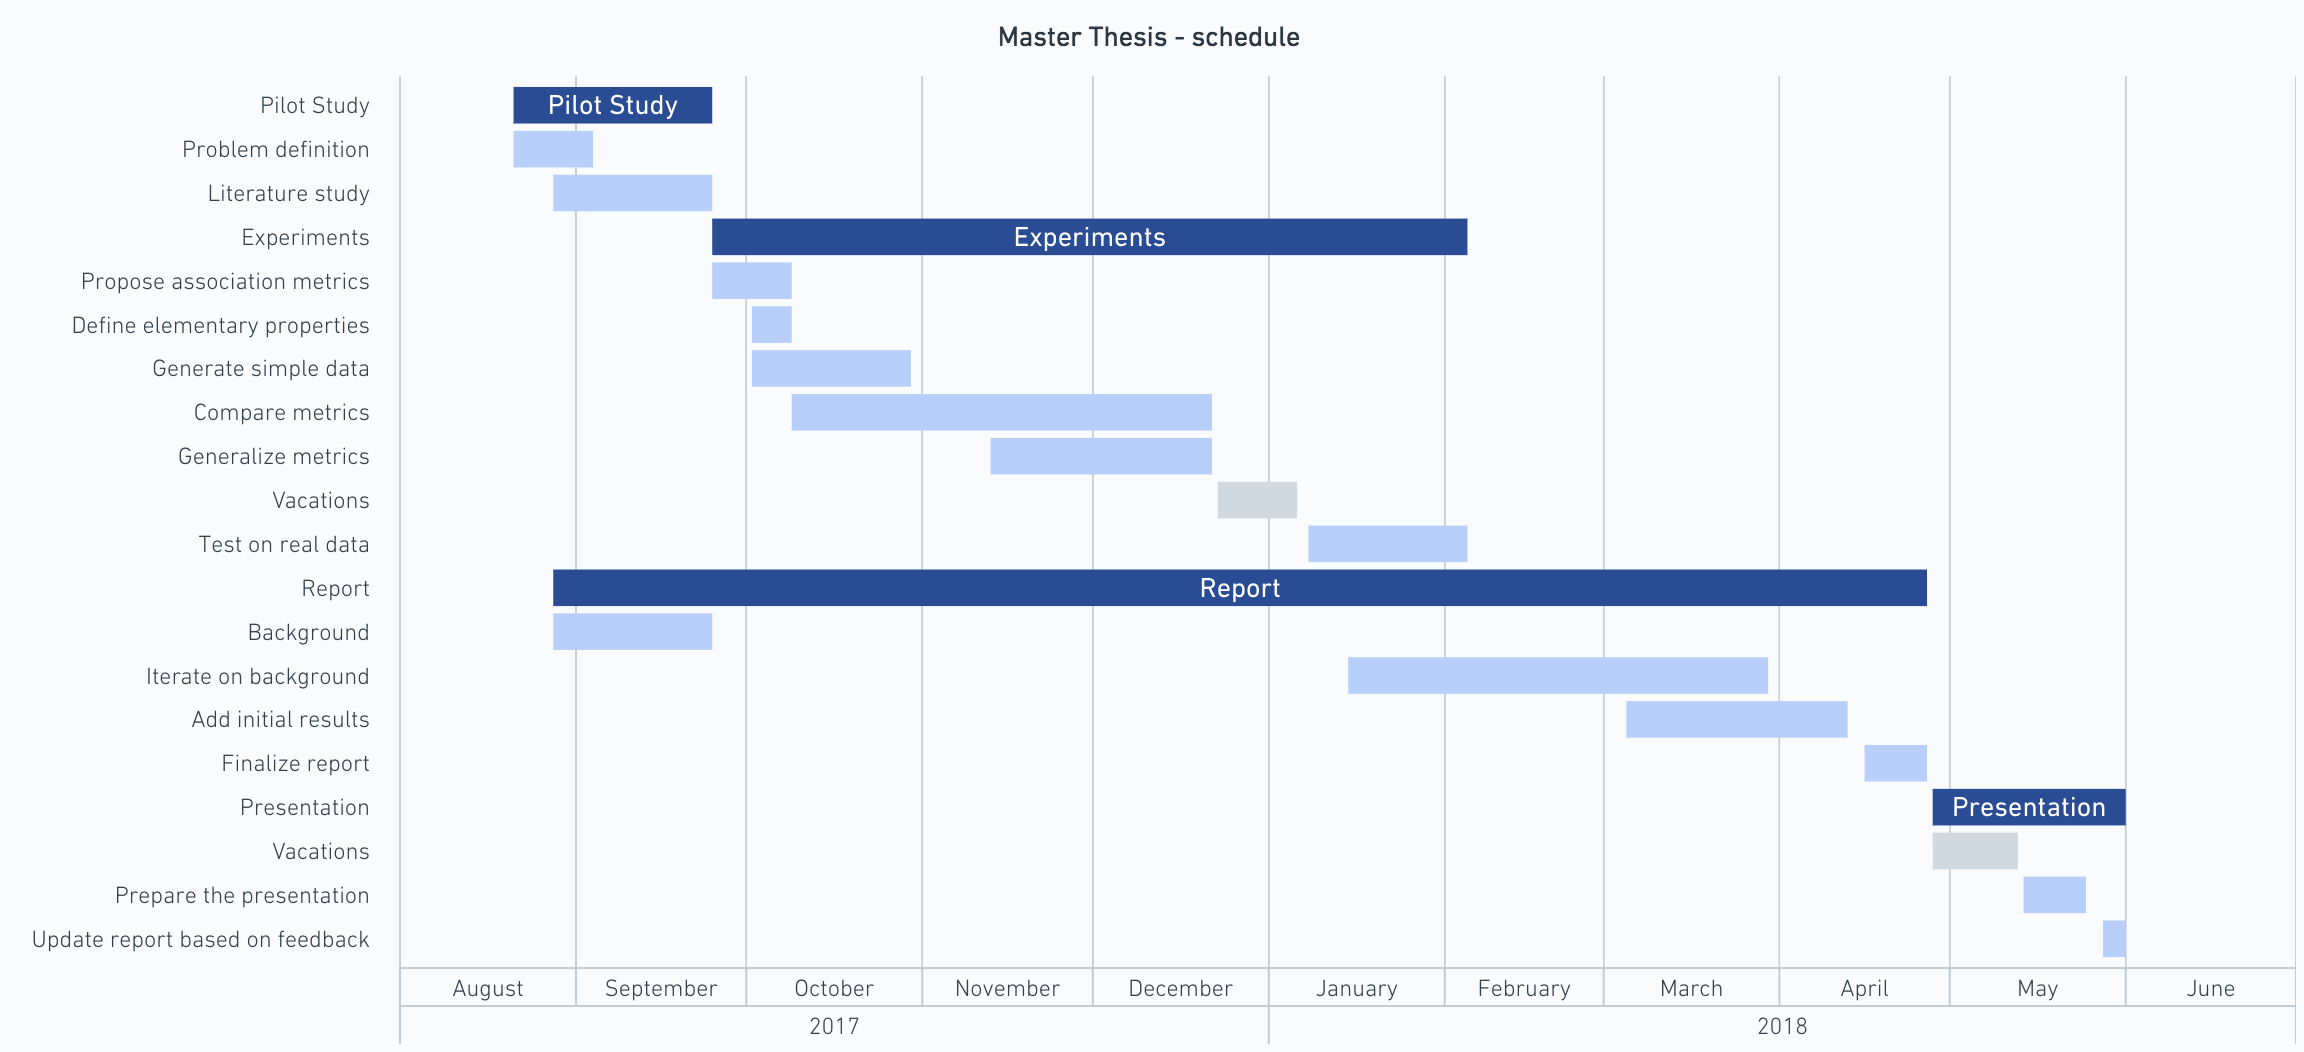 Master Thesis - schedule
Pilot Study
Pilot Study
Problem definition
Literature study
Experiments
Experiments
Propose association metrics
Define elementary properties
Generate simple data
Compare metrics
Generalize metrics
Vacations
Test on real data
Report
Report
Background
Iterate on background
Add initial results
Finalize report
Presentation
Presentation
Vacations
Prepare the presentation
Update report based on feedback
August September October November December January February March April May June
2017 2018